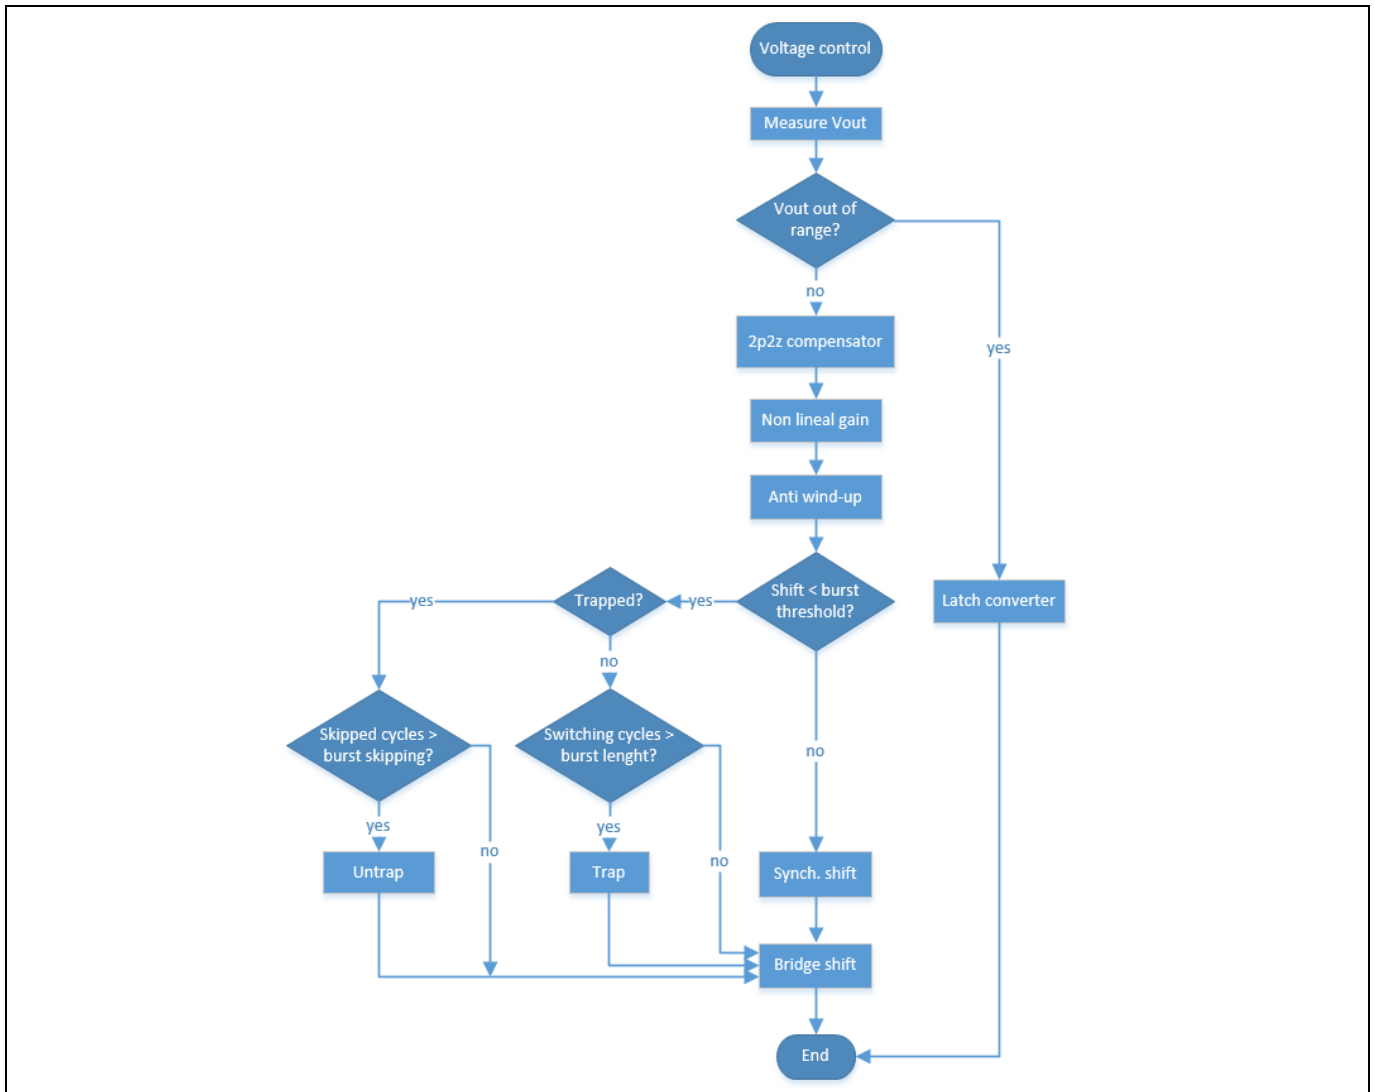 Voltage control
Measure Vout
Vout out of
range?
no
yes
2p2z compensator
Non lineal gain
Anti wind-up
Shift < burst
threshold?
yes
Trapped?
yes
Latch converter
no
no
Skipped cycles >
burst skipping?
Switching cycles >
burst lenght?
yes
no
yes
no
Untrap
Trap
Synch. shift
Bridge shift
End